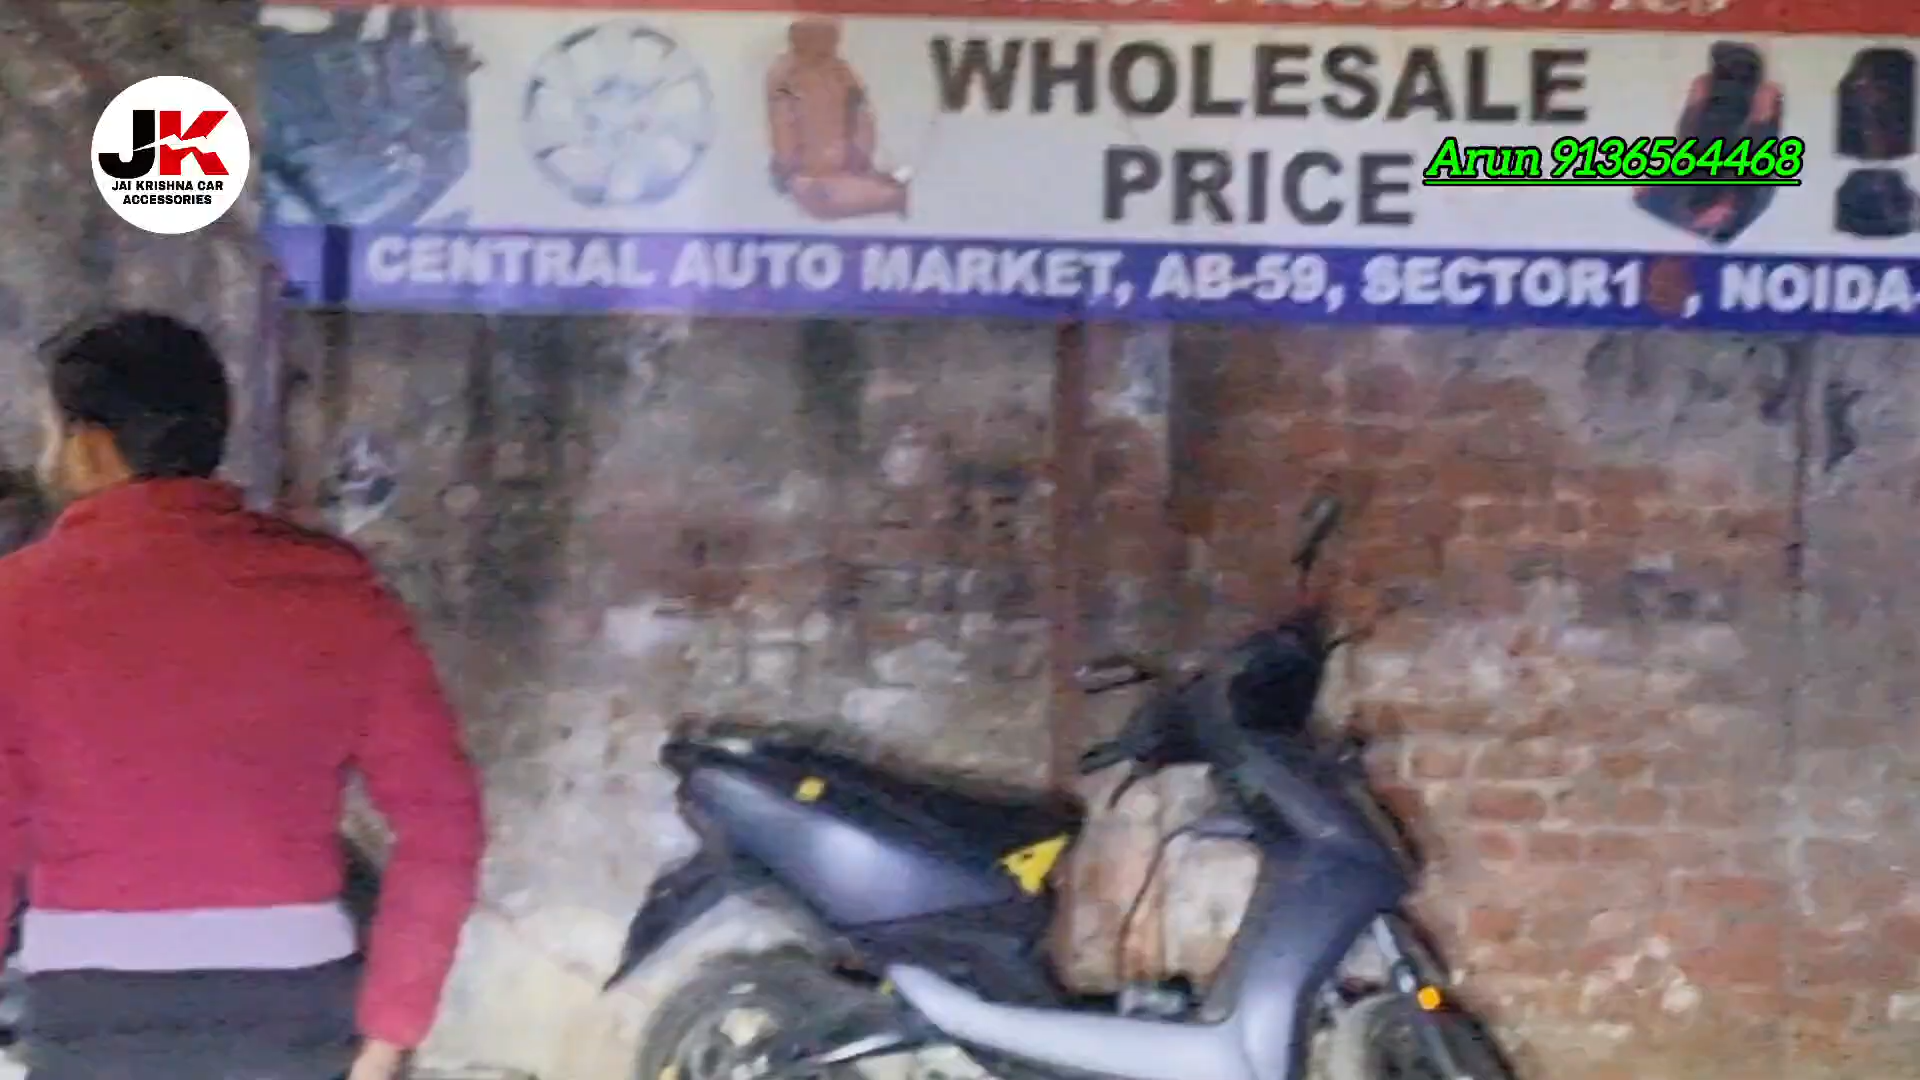 JK
JAI KRISHNA CAR
ACCESSORIES
WHOLESALE
PRICE
Arun 9136564468
CENTRAL AUTO MARKET, AB-59, SECTOR1 , NOIDA-